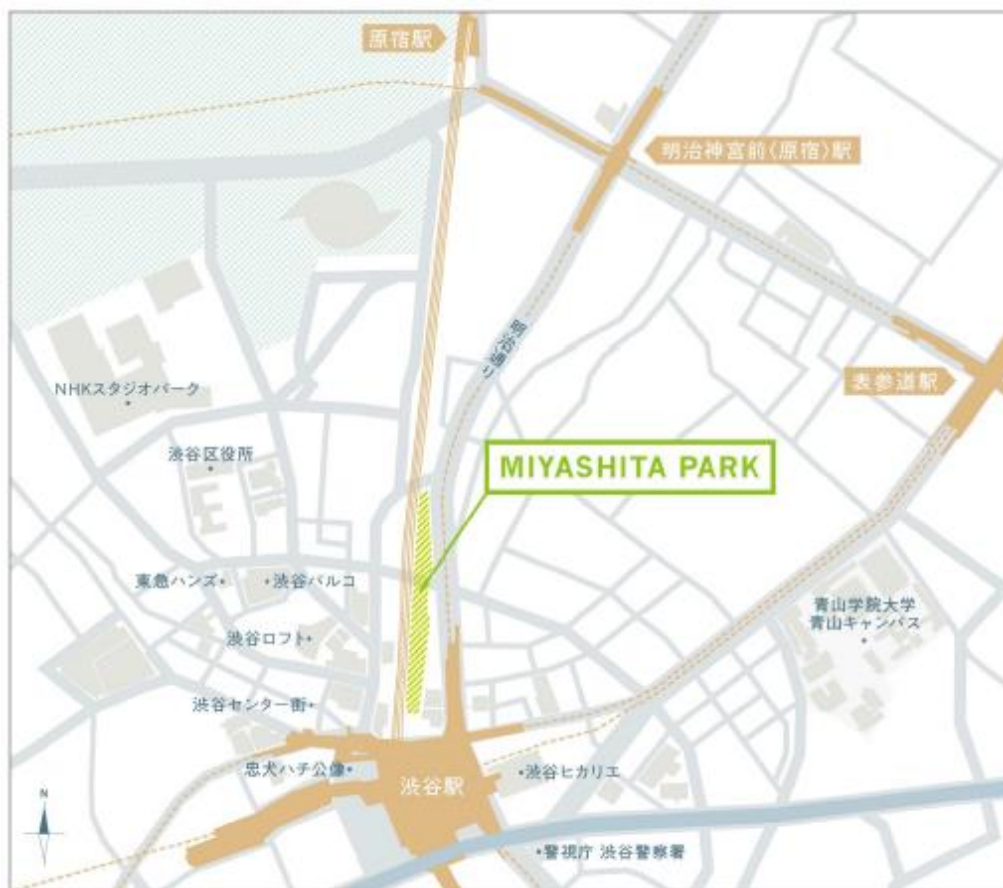 原宿駅
明治神宮前〈原宿〉駅
明治通り
表参道駅
NHKスタジオパーク
渋谷区役所
MIYASHITA PARK
東急ハンズ
渋谷パルコ
青山学院大学
青山キャンパス
渋谷ロフト
渋谷センター街
忠犬ハチ公像
渋谷駅
渋谷ヒカリエ
N
警視庁 渋谷警察署